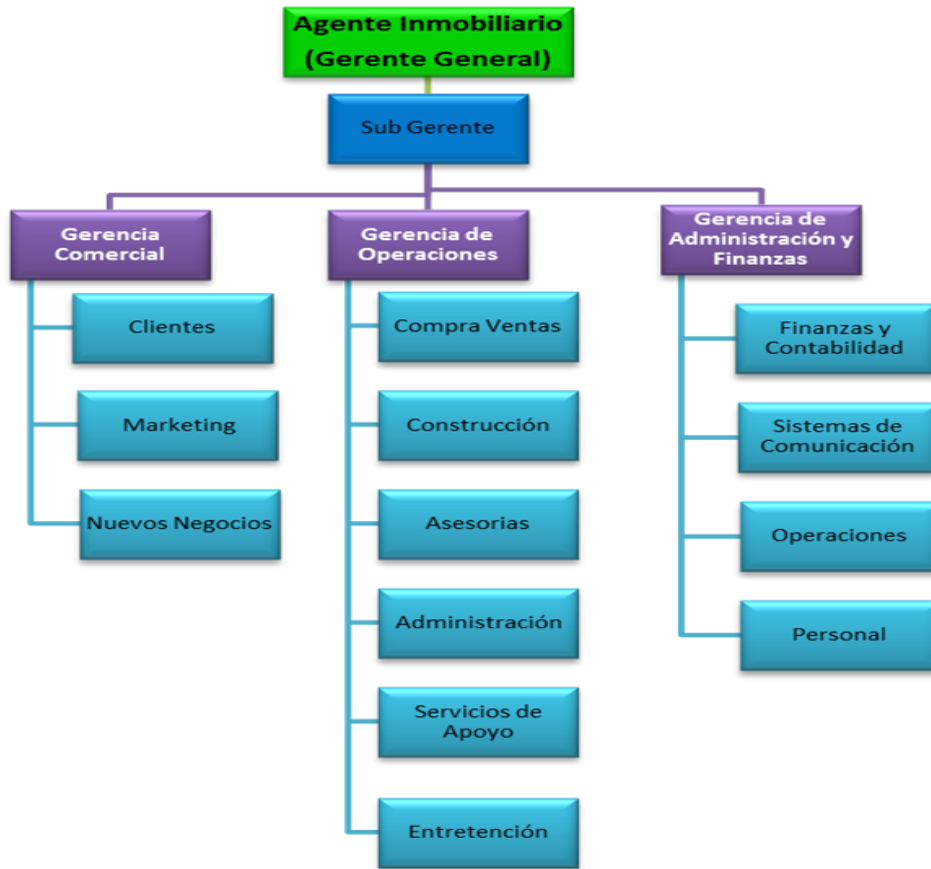 Agente Inmobiliario
(Gerente General)
Sub Gerente
Gerencia
Comercial
Clientes
Marketing
Nuevos Negocios
Gerencia de
Operaciones
Compra Ventas
Construcción
Asesorias
Administración
Servicios de
Apoyo
Entretención
Gerencia de
Administración y
Finanzas
Finanzas y
Contabilidad
Sistemas de
Comunicación
Operaciones
Personal